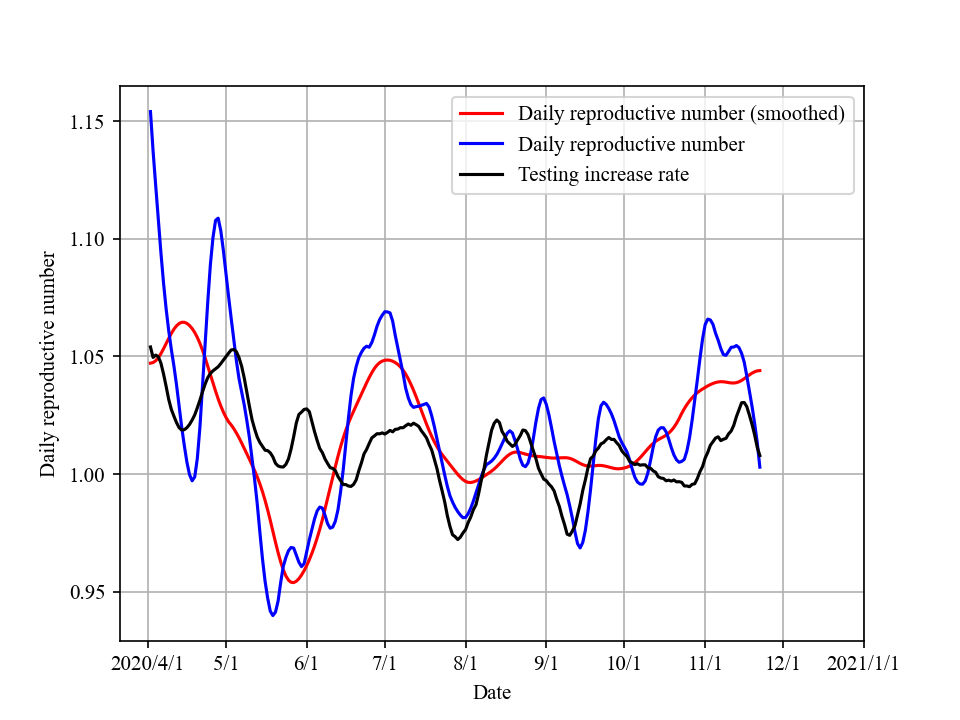 Daily reproductive number (smoothed)
Daily reproductive number
Testing increase rate
1.15
1.10
1.05
1.00
0.95
Daily reproductive number
2020/4/1 5/1 6/1 7/1 8/1 9/1 10/1 11/1 12/1 2021/1/1
Date